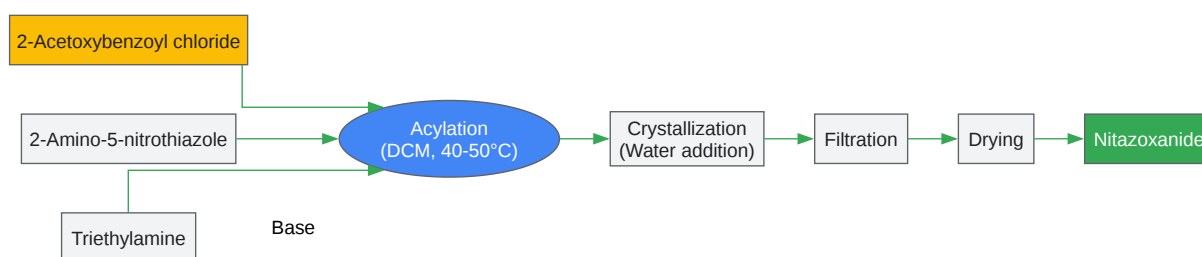 2-Acetoxybenzoyl chloride
2-Amino-5-nitrothiazole
Triethylamine
Base
Acylation
(DCM, 40-50°C)
Crystallization
(Water addition)
Filtration
Drying
Nitazoxanide